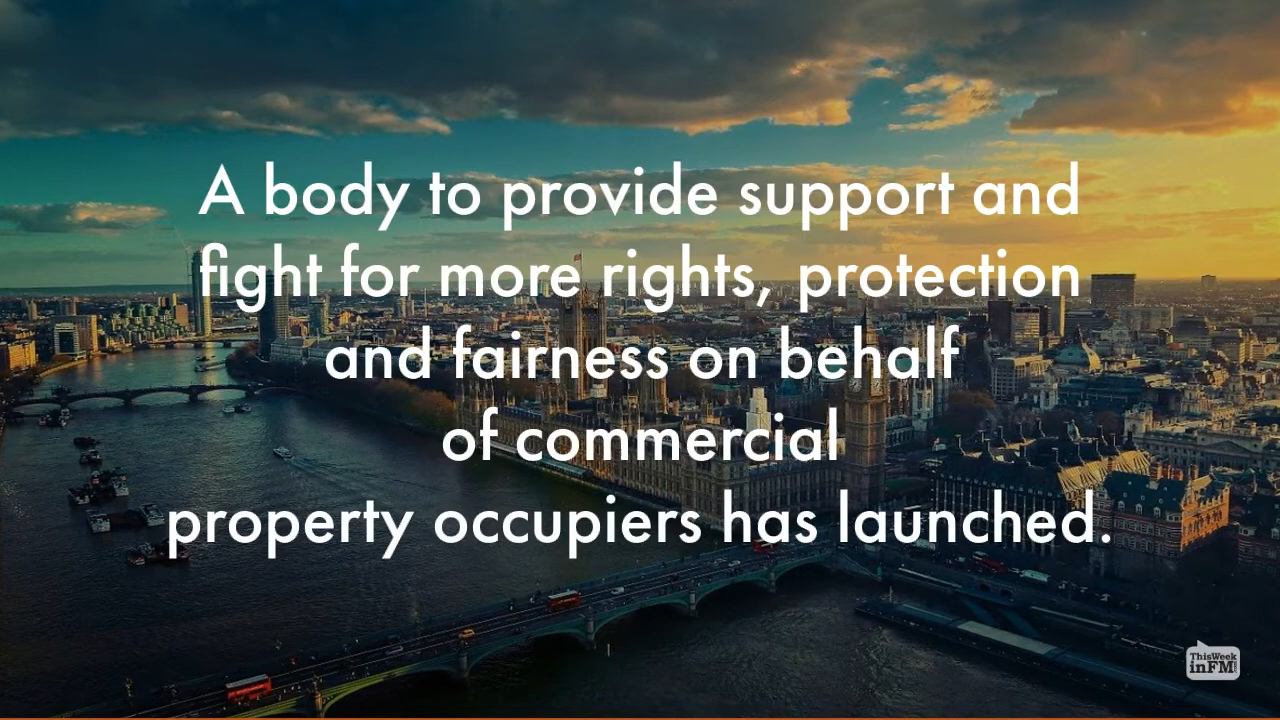 A body to provide support and
fight for more rights, protection
and fairness on behalf
of commercial
property occupiers has launched.
ThisWeek
inFM